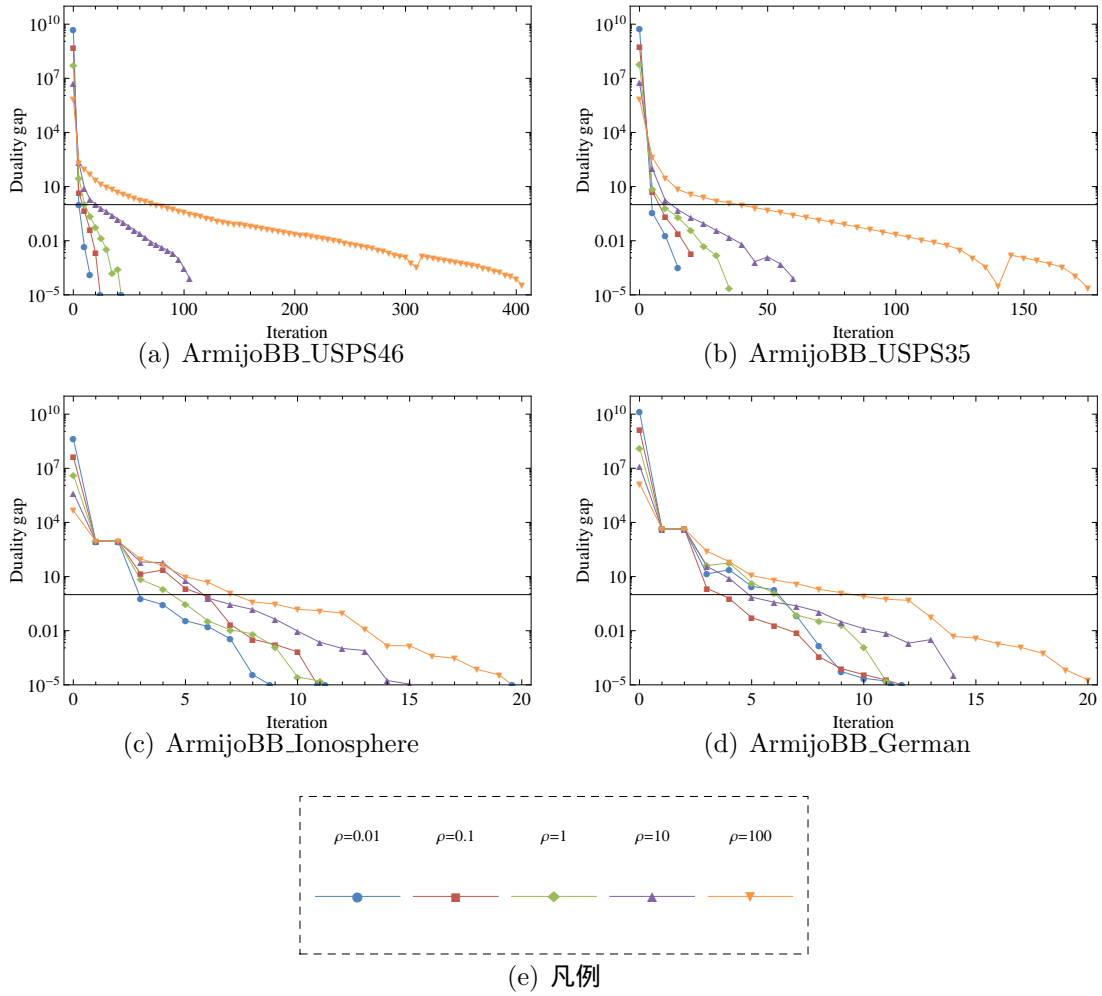 10^10
10^7
10^4
10
0.01
10^-5
Duality gap
0 100 200 300 400
Iteration
(a) ArmijoBB_USPS46
10^10
10^7
10^4
10
0.01
10^-5
Duality gap
0 50 100 150
Iteration
(b) ArmijoBB_USPS35
10^10
10^7
10^4
10
0.01
10^-5
Duality gap
0 5 10 15 20
Iteration
(c) ArmijoBB_Ionosphere
10^10
10^7
10^4
10
0.01
10^-5
Duality gap
0 5 10 15 20
Iteration
(d) ArmijoBB_German
ρ=0.01 ρ=0.1 ρ=1 ρ=10 ρ=100
(e) 凡例